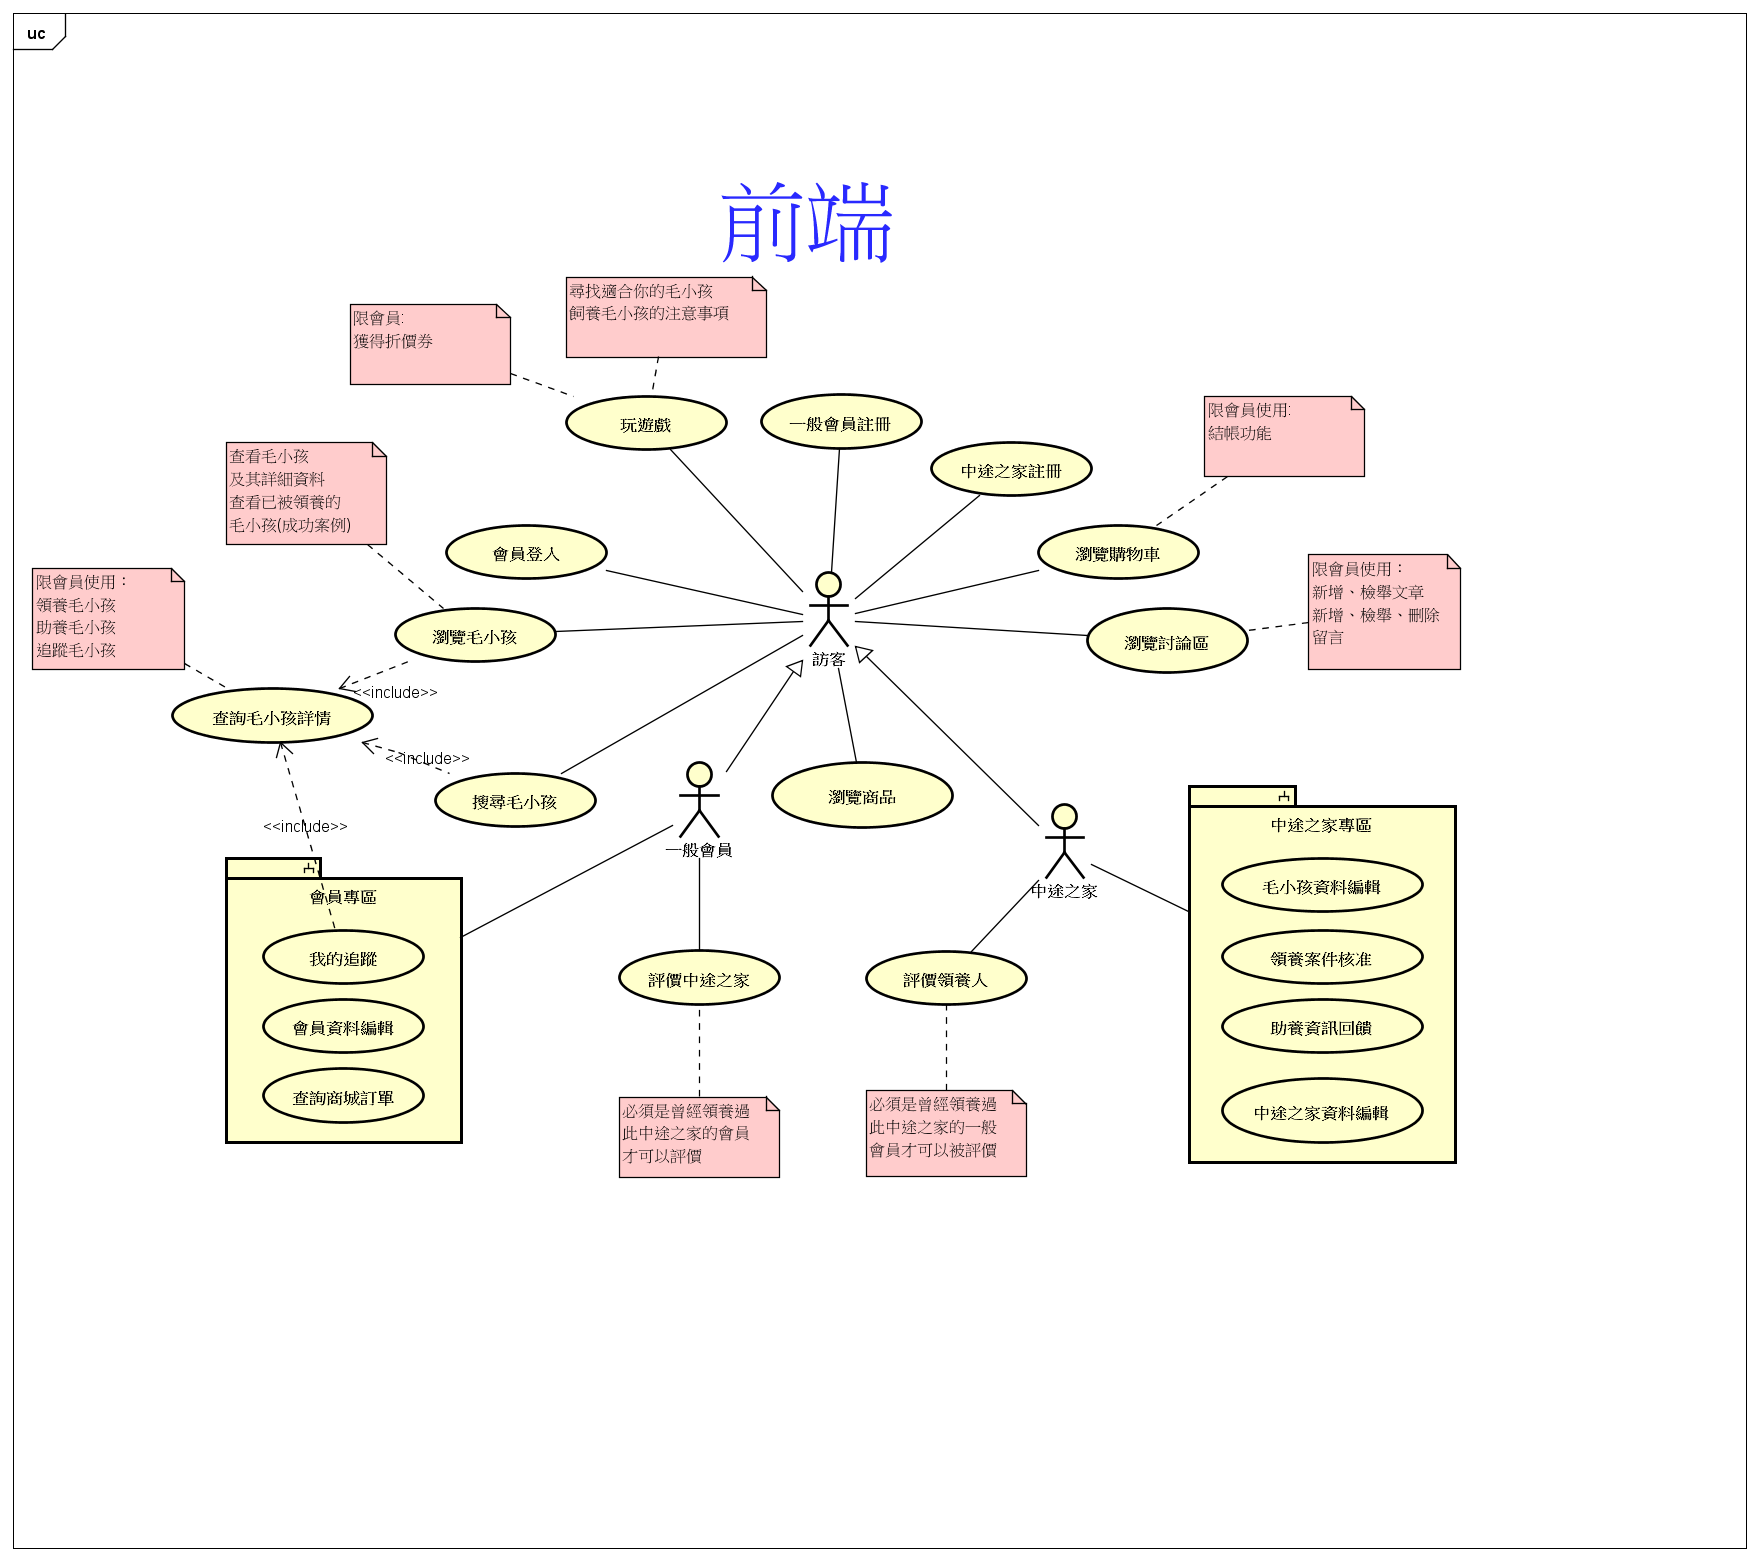 uc
前端
尋找適合你的毛小孩
飼養毛小孩的注意事項
限會員:
獲得折價券
玩遊戲
一般會員註冊
限會員使用:
結帳功能
查看毛小孩
及其詳細資料
查看已被領養的
毛小孩(成功案例)
中途之家註冊
會員登入
瀏覽購物車
限會員使用：
領養毛小孩
助養毛小孩
追蹤毛小孩
限會員使用：
新增、檢舉文章
新增、檢舉、刪除
留言
瀏覽毛小孩
瀏覽討論區
訪客
<<include>>
查詢毛小孩詳情
<<include>>
搜尋毛小孩
瀏覽商品
<<include>>
一般會員
中途之家
中途之家專區
毛小孩資料編輯
領養案件核准
助養資訊回饋
中途之家資料編輯
會員專區
我的追蹤
會員資料編輯
查詢商城訂單
評價中途之家
評價領養人
必須是曾經領養過
此中途之家的會員
才可以評價
必須是曾經領養過
此中途之家的一般
會員才可以被評價